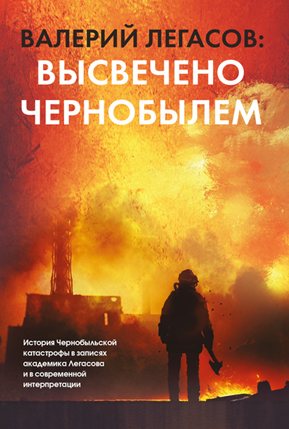 ВАЛЕРИЙ ЛЕГАСОВ:
ВЫСВЕЧЕНО
ЧЕРНОБЫЛЕМ
История Чернобыльской
катастрофы в записях
академика Легасова
и в современной
интерпретации